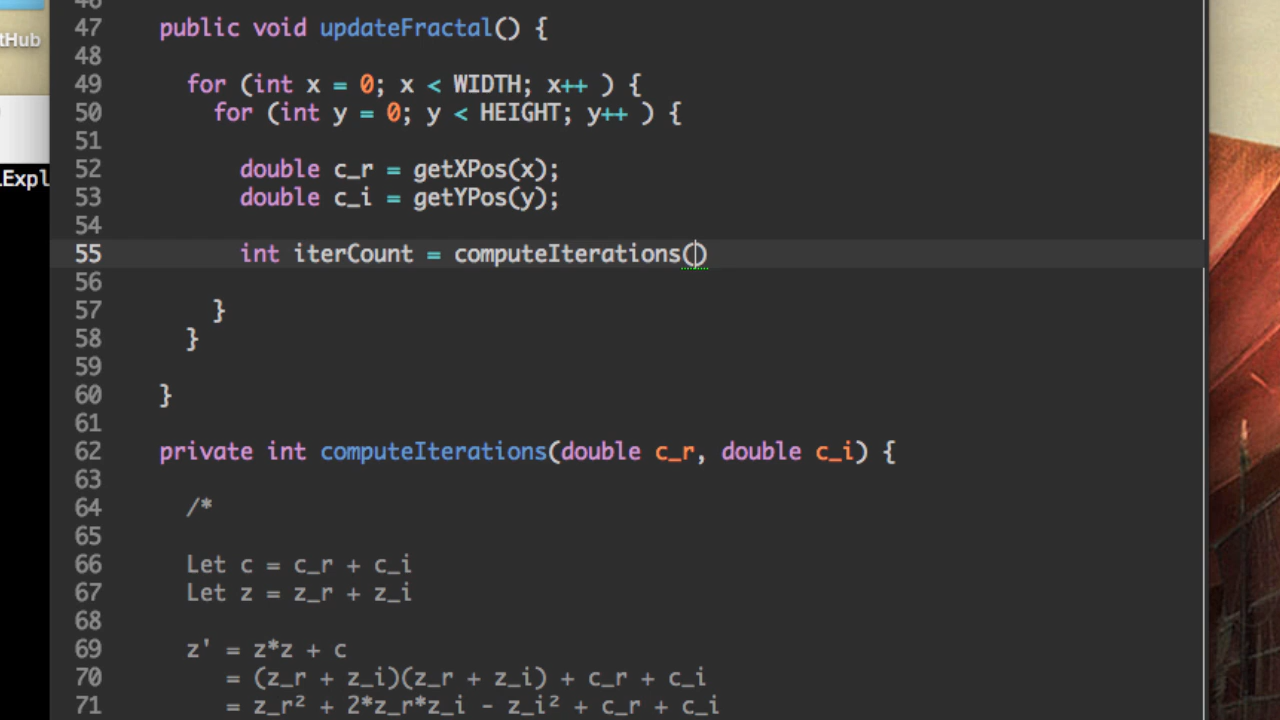 46
tHub
47 public void updateFractal() {
48
49 for (int x = 0; x < WIDTH; x++ ) {
50 for (int y = 0; y < HEIGHT; y++ ) {
51
lExpl
52 double c_r = getXPos(x);
53 double c_i = getYPos(y);
54
55 int iterCount = computeIterations()
56
57 }
58 }
59
60 }
61
62 private int computeIterations(double c_r, double c_i) {
63
64 /*
65
66 Let c = c_r + c_i
67 Let z = z_r + z_i
68
69 z' = z*z + c
70 = (z_r + z_i)(z_r + z_i) + c_r + c_i
71 = z_r² + 2*z_r*z_i - z_i² + c_r + c_i